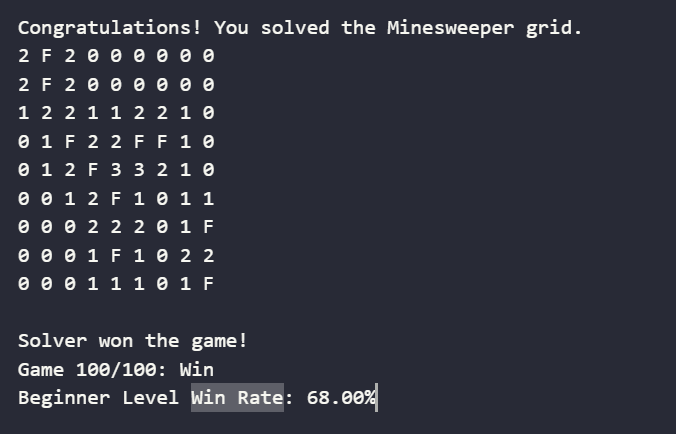 Congratulations! You solved the Minesweeper grid.
2 F 2 0 0 0 0 0 0
2 F 2 0 0 0 0 0 0
1 2 2 1 1 2 2 1 0
0 1 F 2 2 F F 1 0
0 1 2 F 3 3 2 1 0
0 0 1 2 F 1 0 1 1
0 0 0 2 2 2 0 1 F
0 0 0 1 F 1 0 2 2
0 0 0 1 1 1 0 1 F
Solver won the game!
Game 100/100: Win
Beginner Level Win Rate: 68.00%